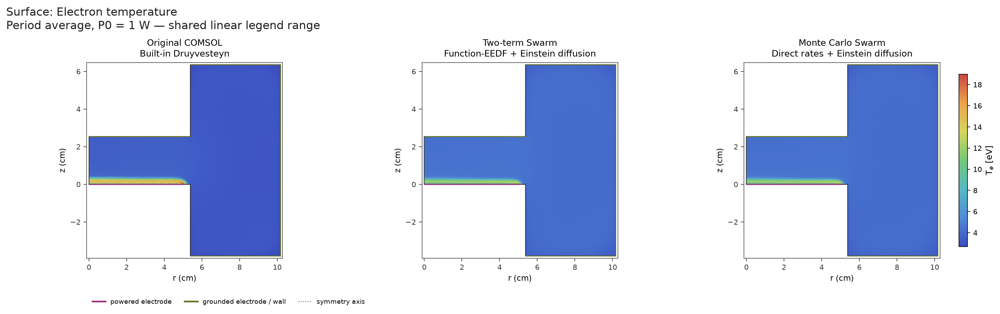 Surface: Electron temperature
Period average, P0 = 1 W — shared linear legend range
Original COMSOL
Built-in Druyvesteyn
6
4
2
0
−2
z (cm)
0 2 4 6 8 10
r (cm)
Two-term Swarm
Function-EEDF + Einstein diffusion
6
4
2
0
−2
z (cm)
0 2 4 6 8 10
r (cm)
Monte Carlo Swarm
Direct rates + Einstein diffusion
6
4
2
0
−2
z (cm)
0 2 4 6 8 10
r (cm)
18
16
14
12
10
8
6
4
Tₑ [eV]
powered electrode
grounded electrode / wall
symmetry axis